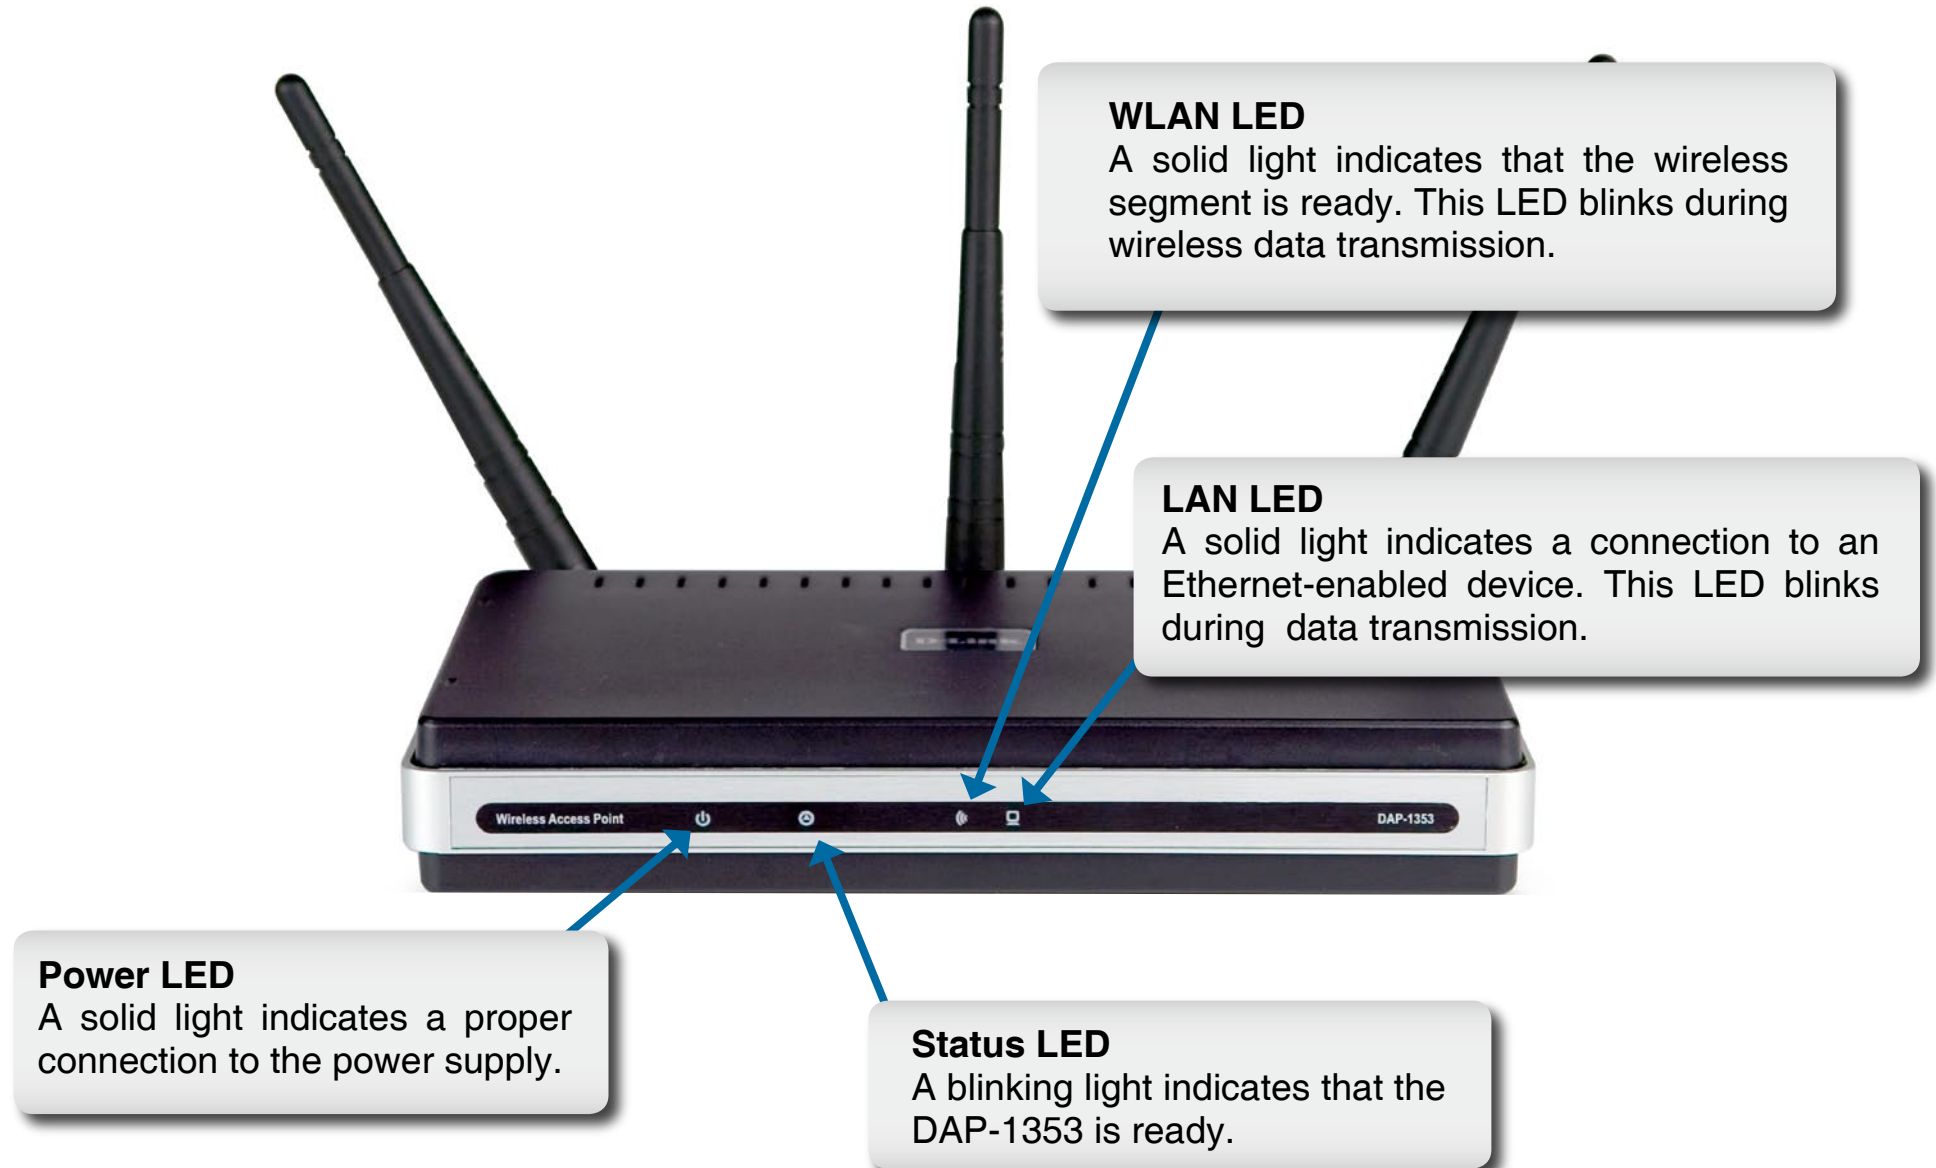 WLAN LED
A solid light indicates that the wireless
segment is ready. This LED blinks during
wireless data transmission.
LAN LED
A solid light indicates a connection to an
Ethernet-enabled device. This LED blinks
during data transmission.
D-Link
Wireless Access Point
DAP-1353
Power LED
A solid light indicates a proper
connection to the power supply.
Status LED
A blinking light indicates that the
DAP-1353 is ready.